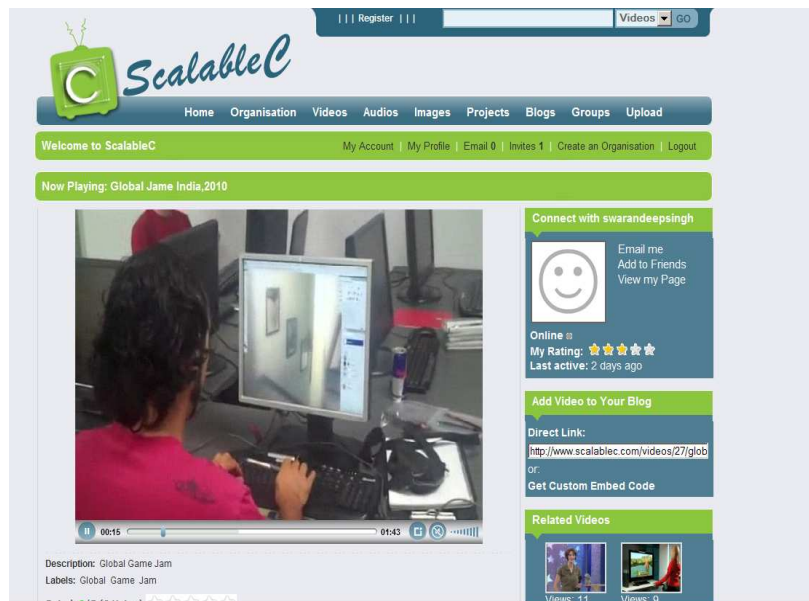 | | | Register | | |
Videos GO
C ScalableC
Home Organisation Videos Audios Images Projects Blogs Groups Upload
Welcome to ScalableC
My Account | My Profile | Email 0 | Invites 1 | Create an Organisation | Logout
Now Playing: Global Jame India,2010
00:15 01:43
Description: Global Game Jam
Labels: Global Game Jam
Connect with swarandeepsingh
Email me
Add to Friends
View my Page
Online
My Rating:
Last active: 2 days ago
Add Video to Your Blog
Direct Link:
http://www.scalablec.com/videos/27/glob
or:
Get Custom Embed Code
Related Videos
Views: 11 Views: 9